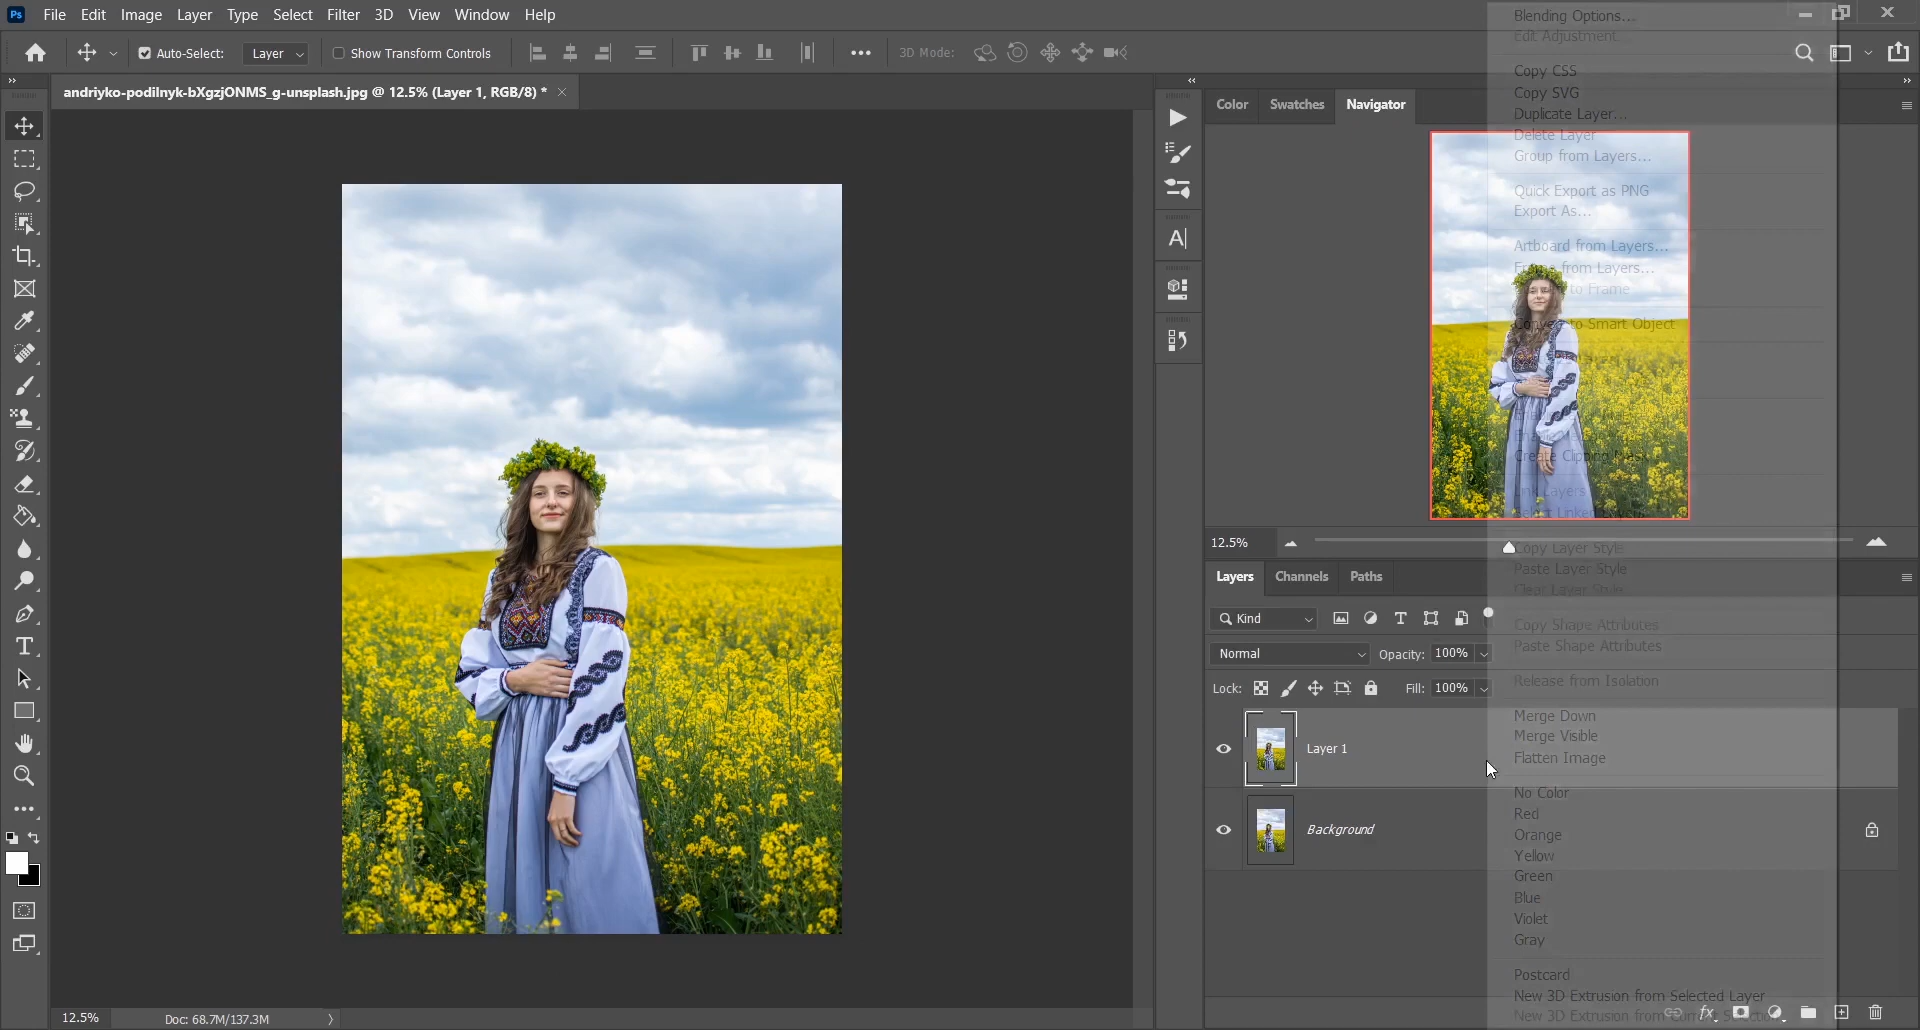 Ps File Edit Image Layer Type Select Filter 3D View Window Help
Auto-Select: Layer Show Transform Controls 3D Mode:
andriyko-podilnyk-bXgzjONMS_g-unsplash.jpg @ 12.5% (Layer 1, RGB/8) *
Color Swatches Navigator
12.5%
Layers Channels Paths
Kind
Normal Opacity: 100%
Lock: Fill: 100%
Layer 1
Background
12.5% Doc: 68.7M/137.3M
Blending Options...
Edit Adjustment...
Copy CSS
Copy SVG
Duplicate Layer...
Delete Layer
Group from Layers...
Quick Export as PNG
Export As...
Artboard from Layers...
Frame from Layers...
to Frame
Convert to Smart Object
Create Clipping Mask
Link Layers
Select Linked Layers
Copy Layer Style
Paste Layer Style
Clear Layer Style
Copy Shape Attributes
Paste Shape Attributes
Release from Isolation
Merge Down
Merge Visible
Flatten Image
No Color
Red
Orange
Yellow
Green
Blue
Violet
Gray
Postcard
New 3D Extrusion from Selected Layer
New 3D Extrusion from Current Selection